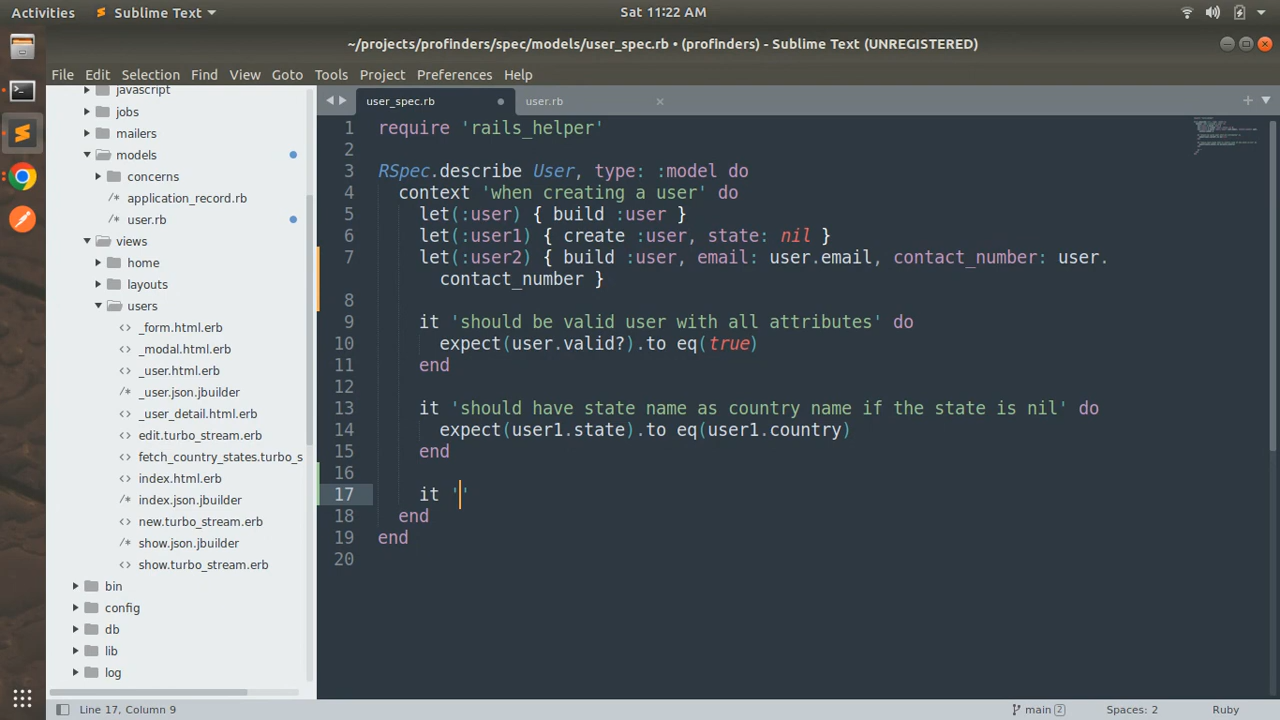 Activities Sublime Text Sat 11:22 AM
~/projects/profinders/spec/models/user_spec.rb • (profinders) - Sublime Text (UNREGISTERED)
File Edit Selection Find View Goto Tools Project Preferences Help
javascript
jobs
mailers
models
concerns
/* application_record.rb
/* user.rb
views
home
layouts
users
<> _form.html.erb
<> _modal.html.erb
<> _user.html.erb
/* _user.json.jbuilder
<> _user_detail.html.erb
<> edit.turbo_stream.erb
<> fetch_country_states.turbo_s
<> index.html.erb
/* index.json.jbuilder
<> new.turbo_stream.erb
/* show.json.jbuilder
<> show.turbo_stream.erb
bin
config
db
lib
log
user_spec.rb user.rb
1 require 'rails_helper'
2
3 RSpec.describe User, type: :model do
4 context 'when creating a user' do
5 let(:user) { build :user }
6 let(:user1) { create :user, state: nil }
7 let(:user2) { build :user, email: user.email, contact_number: user.
contact_number }
8
9 it 'should be valid user with all attributes' do
10 expect(user.valid?).to eq(true)
11 end
12
13 it 'should have state name as country name if the state is nil' do
14 expect(user1.state).to eq(user1.country)
15 end
16
17 it ''
18 end
19 end
20
Line 17, Column 9 main 2 Spaces: 2 Ruby